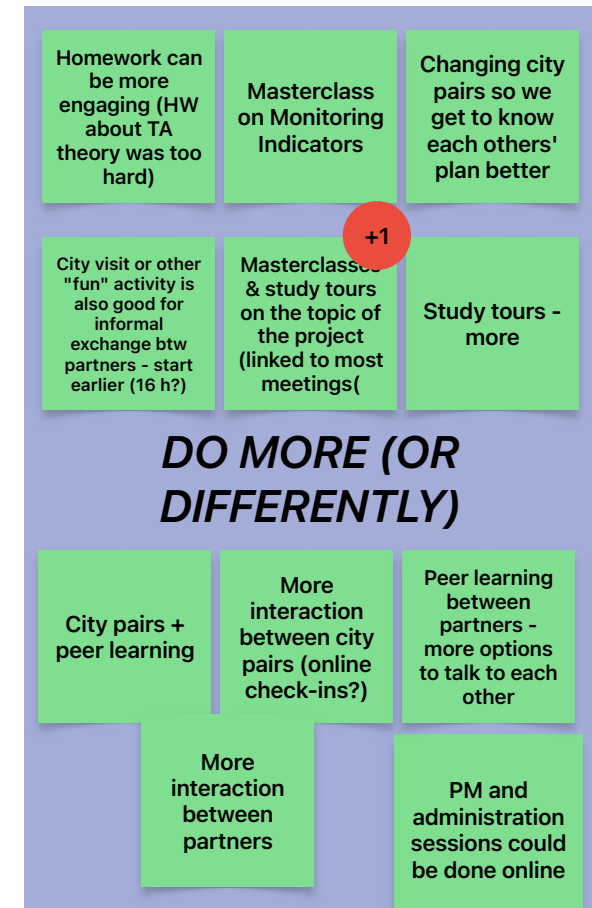 Homework can
be more
engaging (HW
about TA
theory was too
hard)
Masterclass
on Monitoring
Indicators
Changing city
pairs so we
get to know
each others'
plan better
City visit or other
"fun" activity is
also good for
informal
exchange btw
partners - start
earlier (16 h?)
+1
Masterclasses
& study tours
on the topic of
the project
(linked to most
meetings(
Study tours -
more
DO MORE (OR
DIFFERENTLY)
City pairs +
peer learning
More
interaction
between city
pairs (online
check-ins?)
Peer learning
between
partners -
more options
to talk to each
other
More
interaction
between
partners
PM and
administration
sessions could
be done online